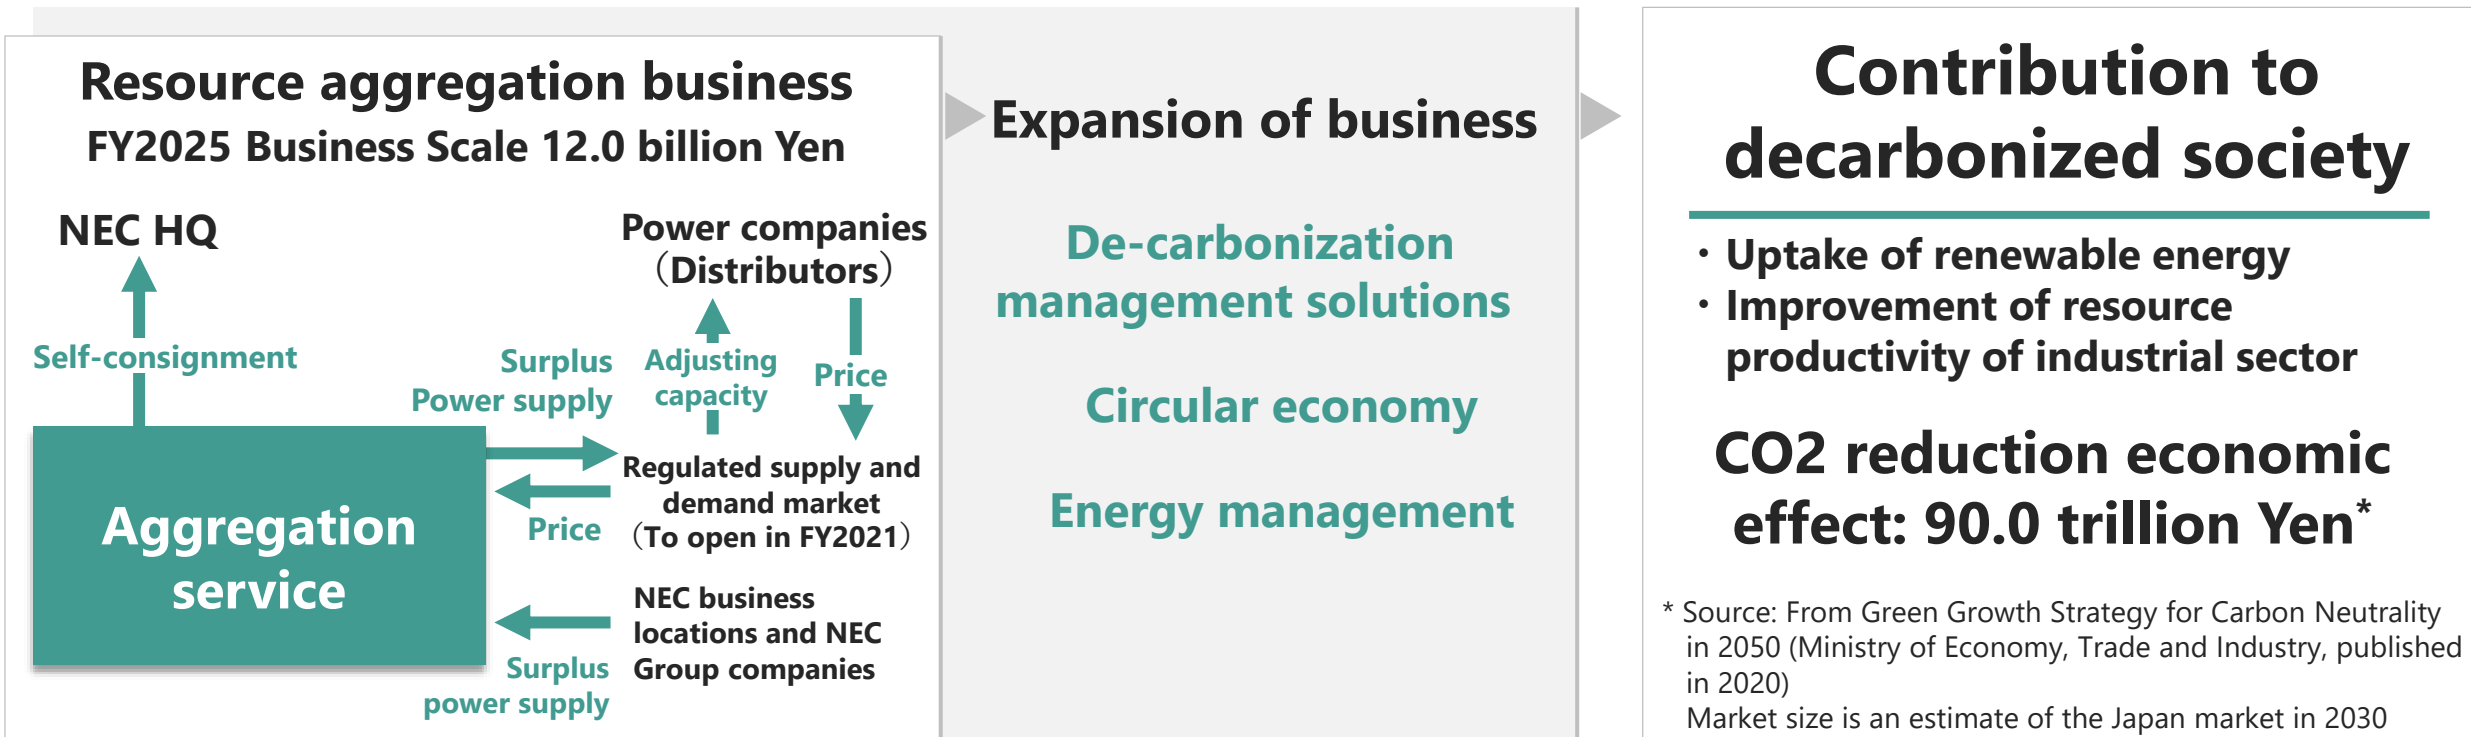 Resource aggregation business
FY2025 Business Scale 12.0 billion Yen
NEC HQ
Power companies
（Distributors）
Self-consignment
Surplus
Power supply
Adjusting
capacity
Price
Aggregation
service
Regulated supply and
demand market
（To open in FY2021）
Price
NEC business
locations and NEC
Group companies
Surplus
power supply
Expansion of business
De-carbonization
management solutions
Circular economy
Energy management
Contribution to
decarbonized society
・Uptake of renewable energy
・Improvement of resource
productivity of industrial sector
CO2 reduction economic
effect: 90.0 trillion Yen*
* Source: From Green Growth Strategy for Carbon Neutrality
in 2050 (Ministry of Economy, Trade and Industry, published
in 2020)
Market size is an estimate of the Japan market in 2030